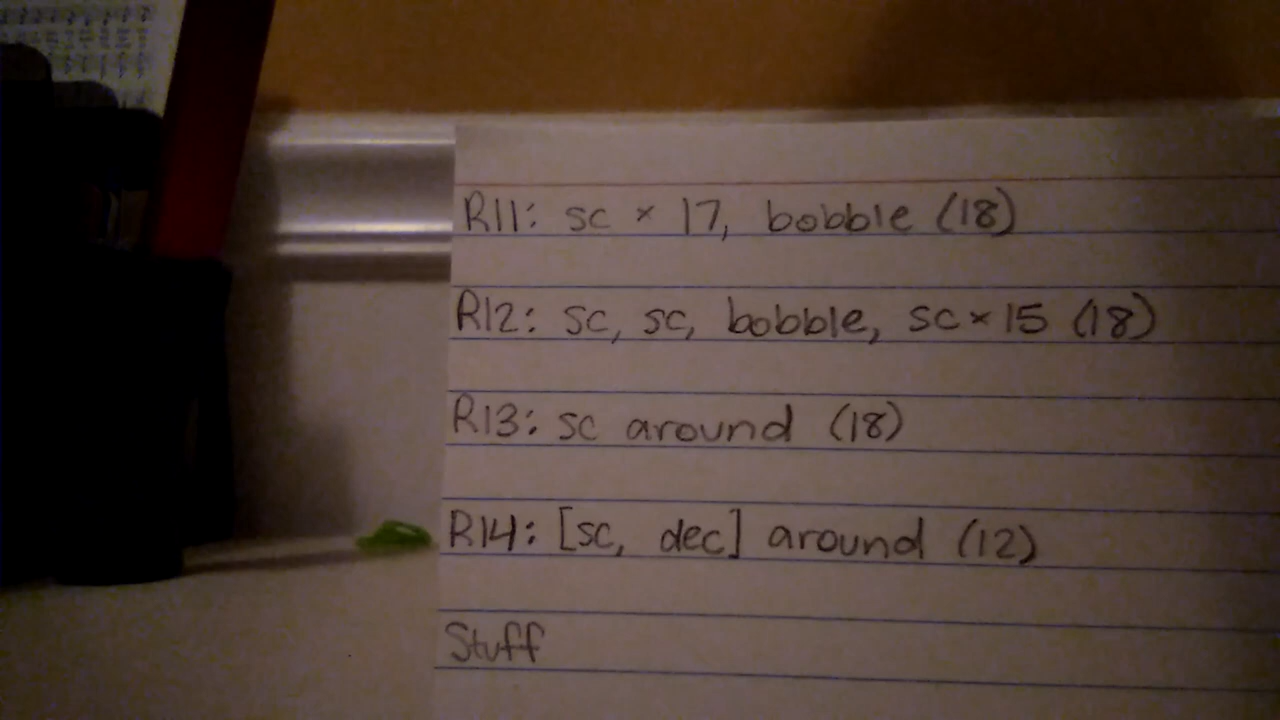 R11: sc × 17, bobble (18)
R12: sc, sc, bobble, sc × 15 (18)
R13: sc around (18)
R14: [sc, dec] around (12)
Stuff